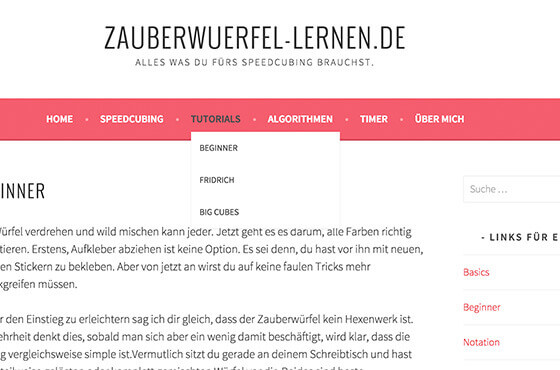 ZAUBERWUERFEL-LERNEN.DE
ALLES WAS DU FÜRS SPEEDCUBING BRAUCHST.
HOME SPEEDCUBING TUTORIALS ALGORITHMEN TIMER ÜBER MICH
BEGINNER
FRIDRICH
BIG CUBES
INNER
ürfel verdrehen und wild mischen kann jeder. Jetzt geht es es darum, alle Farben richtig
tieren. Erstens, Aufkleber abziehen ist keine Option. Es sei denn, du hast vor ihn mit neuen,
en Stickern zu bekleben. Aber von jetzt an wirst du auf keine faulen Tricks mehr
kgreifen müssen.
r den Einstieg zu erleichtern sag ich dir gleich, dass der Zauberwürfel kein Hexenwerk ist.
ehrheit denkt dies, sobald man sich aber ein wenig damit beschäftigt, wird klar, dass die
g vergleichsweise simple ist.Vermutlich sitzt du gerade an deinem Schreibtisch und hast
Suche ...
- LINKS FÜR E
Basics
Beginner
Notation